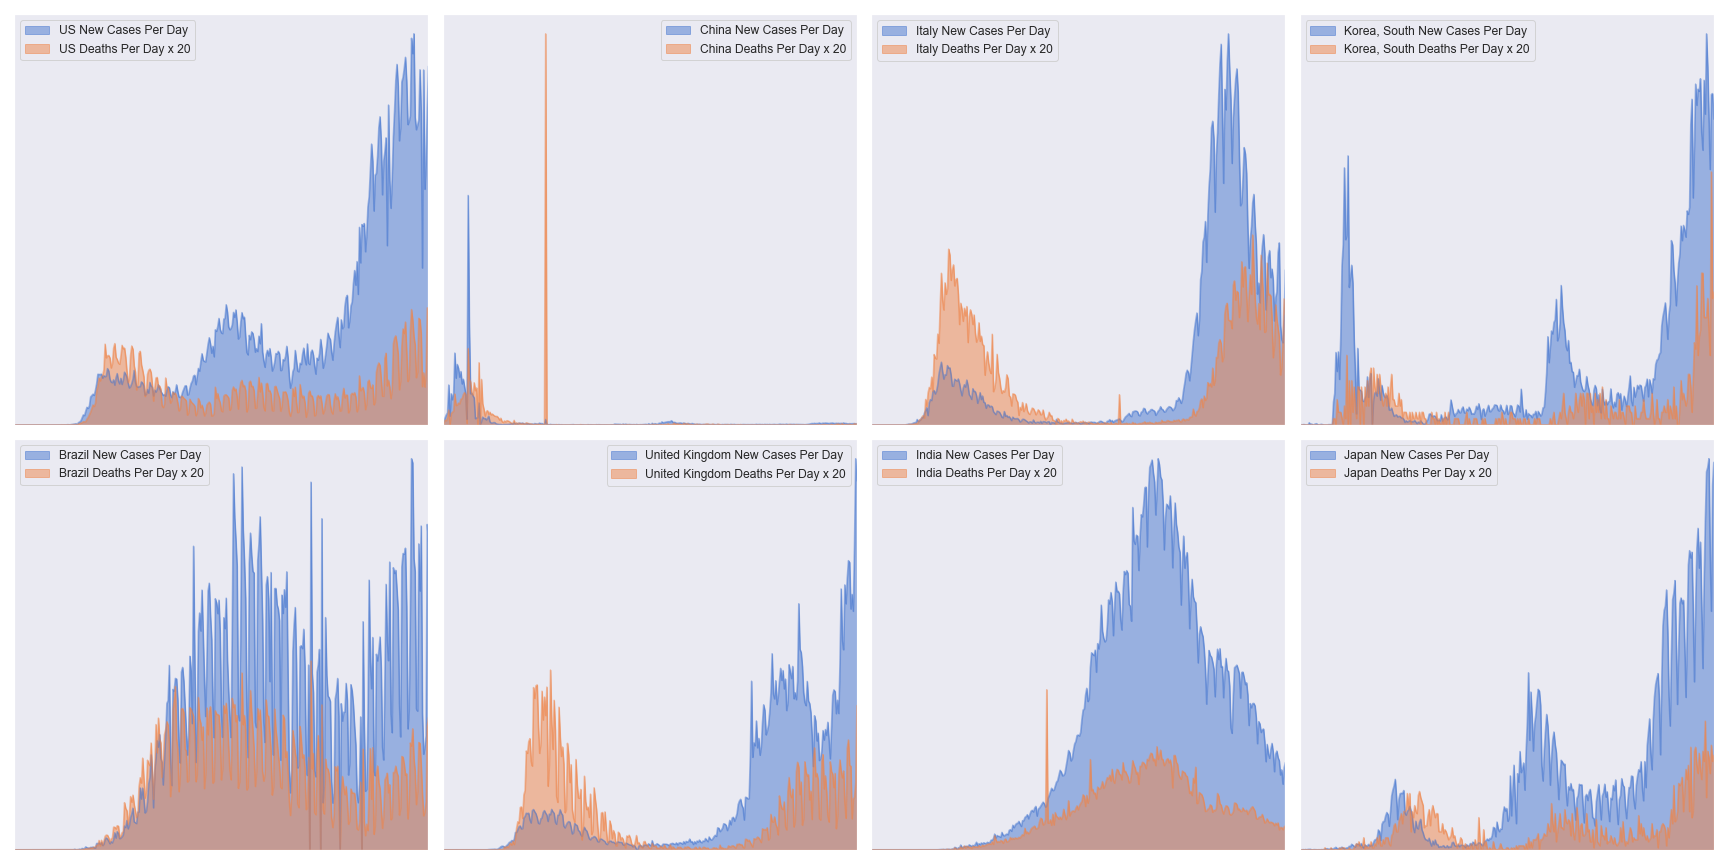 US New Cases Per Day
US Deaths Per Day x 20
China New Cases Per Day
China Deaths Per Day x 20
Italy New Cases Per Day
Italy Deaths Per Day x 20
Korea, South New Cases Per Day
Korea, South Deaths Per Day x 20
Brazil New Cases Per Day
Brazil Deaths Per Day x 20
United Kingdom New Cases Per Day
United Kingdom Deaths Per Day x 20
India New Cases Per Day
India Deaths Per Day x 20
Japan New Cases Per Day
Japan Deaths Per Day x 20